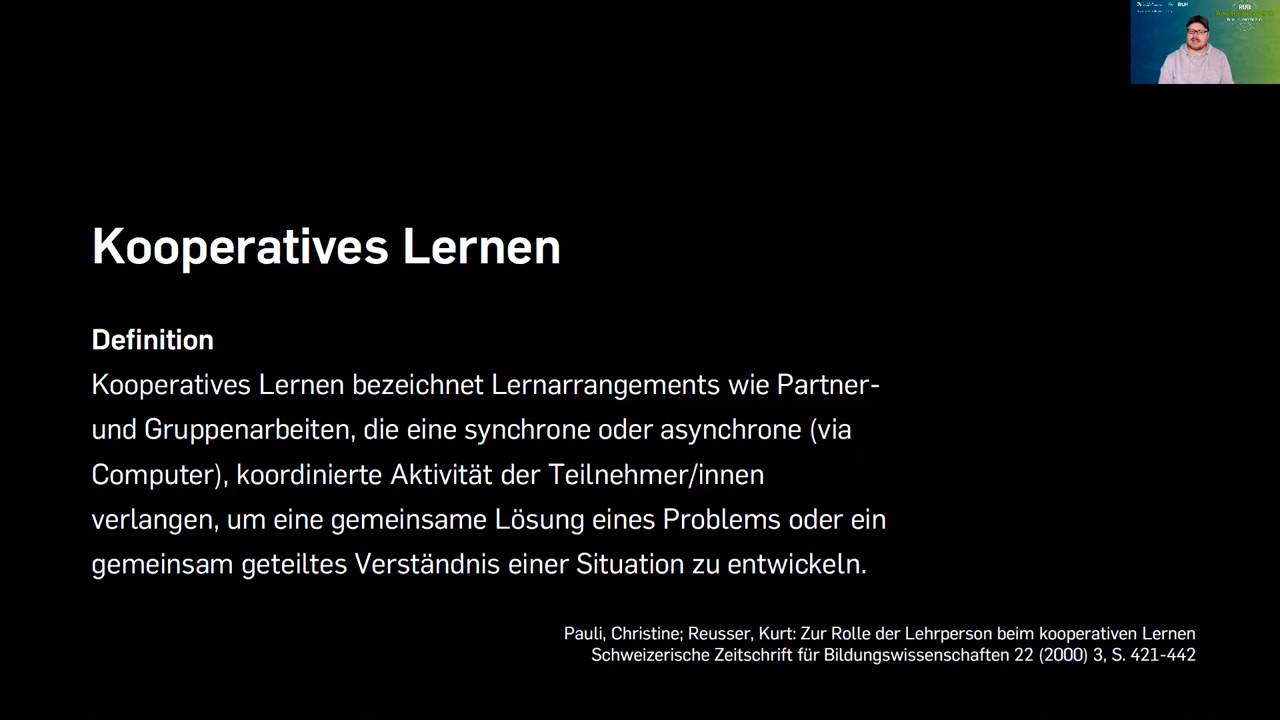 RUB
RUB
Kooperatives Lernen
Definition
Kooperatives Lernen bezeichnet Lernarrangements wie Partner-
und Gruppenarbeiten, die eine synchrone oder asynchrone (via
Computer), koordinierte Aktivität der Teilnehmer/innen
verlangen, um eine gemeinsame Lösung eines Problems oder ein
gemeinsam geteiltes Verständnis einer Situation zu entwickeln.
Pauli, Christine; Reusser, Kurt: Zur Rolle der Lehrperson beim kooperativen Lernen
Schweizerische Zeitschrift für Bildungswissenschaften 22 (2000) 3, S. 421-442